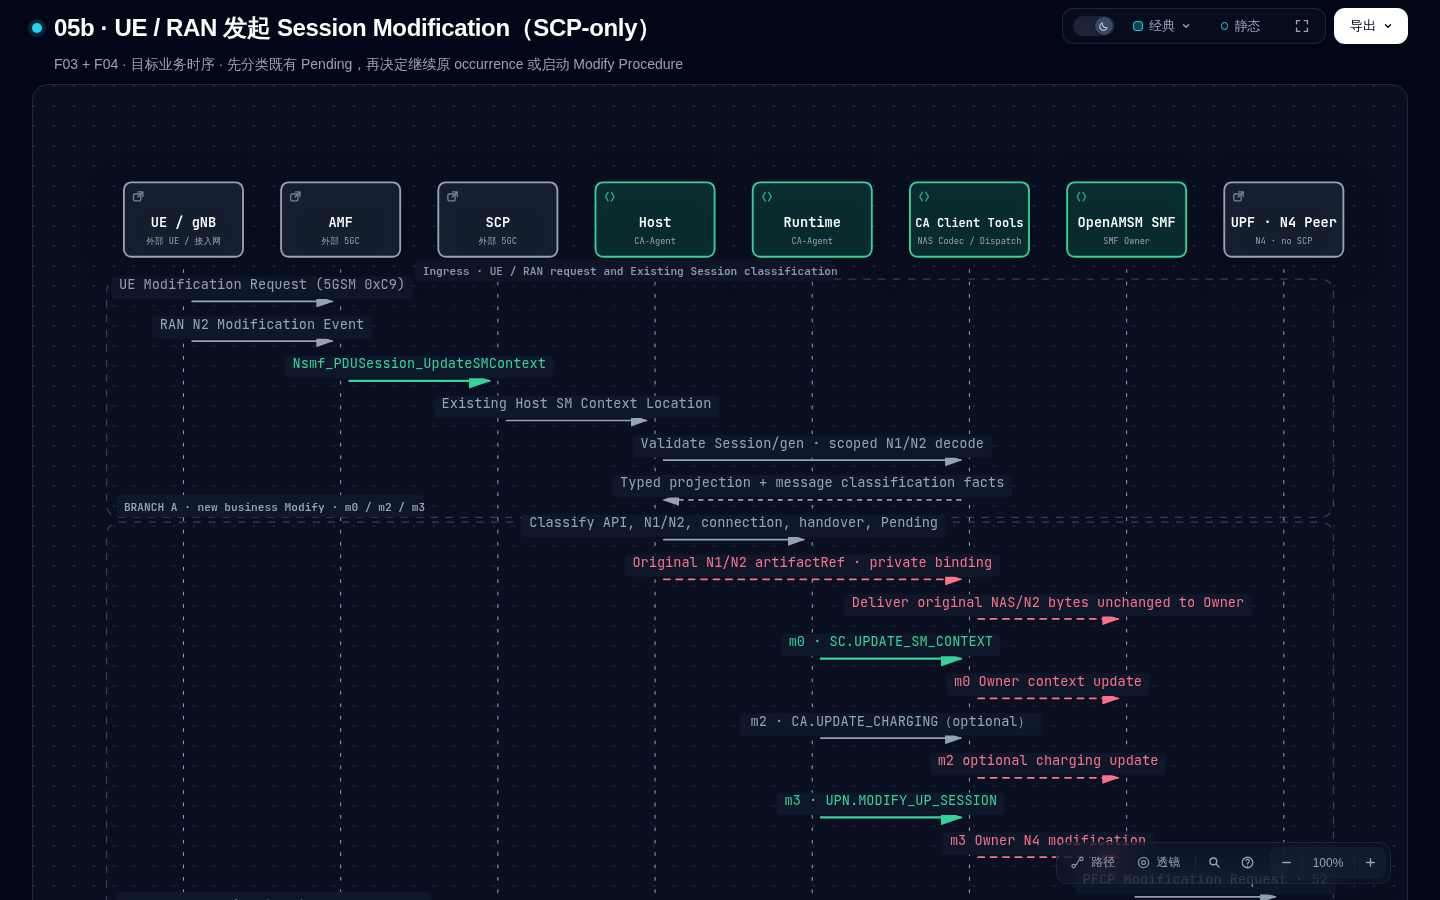 05b · UE / RAN 发起 Session Modification（SCP-only）
经典
静态
导出
F03 + F04 · 目标业务时序 · 先分类既有 Pending，再决定继续原 occurrence 或启动 Modify Procedure
UE / gNB
外部 UE / 接入网
AMF
外部 5GC
SCP
外部 5GC
Host
CA-Agent
Runtime
CA-Agent
CA Client Tools
NAS Codec / Dispatch
OpenAMSM SMF
SMF Owner
UPF · N4 Peer
N4 · no SCP
Ingress · UE / RAN request and Existing Session classification
UE Modification Request (5GSM 0xC9)
RAN N2 Modification Event
Nsmf_PDUSession_UpdateSMContext
Existing Host SM Context Location
Validate Session/gen · scoped N1/N2 decode
Typed projection + message classification facts
BRANCH A · new business Modify · m0 / m2 / m3
Classify API, N1/N2, connection, handover, Pending
Original N1/N2 artifactRef · private binding
Deliver original NAS/N2 bytes unchanged to Owner
m0 · SC.UPDATE_SM_CONTEXT
m0 Owner context update
m2 · CA.UPDATE_CHARGING（optional）
m2 optional charging update
m3 · UPN.MODIFY_UP_SESSION
m3 Owner N4 modification
路径
透镜
100%
PFCP Modification Request · 52